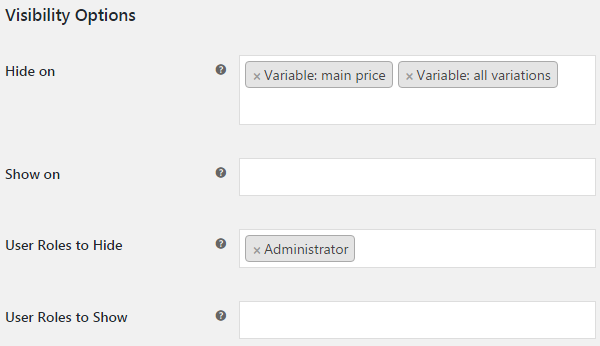 Visibility Options
Hide on
× Variable: main price × Variable: all variations
Show on
User Roles to Hide
× Administrator
User Roles to Show